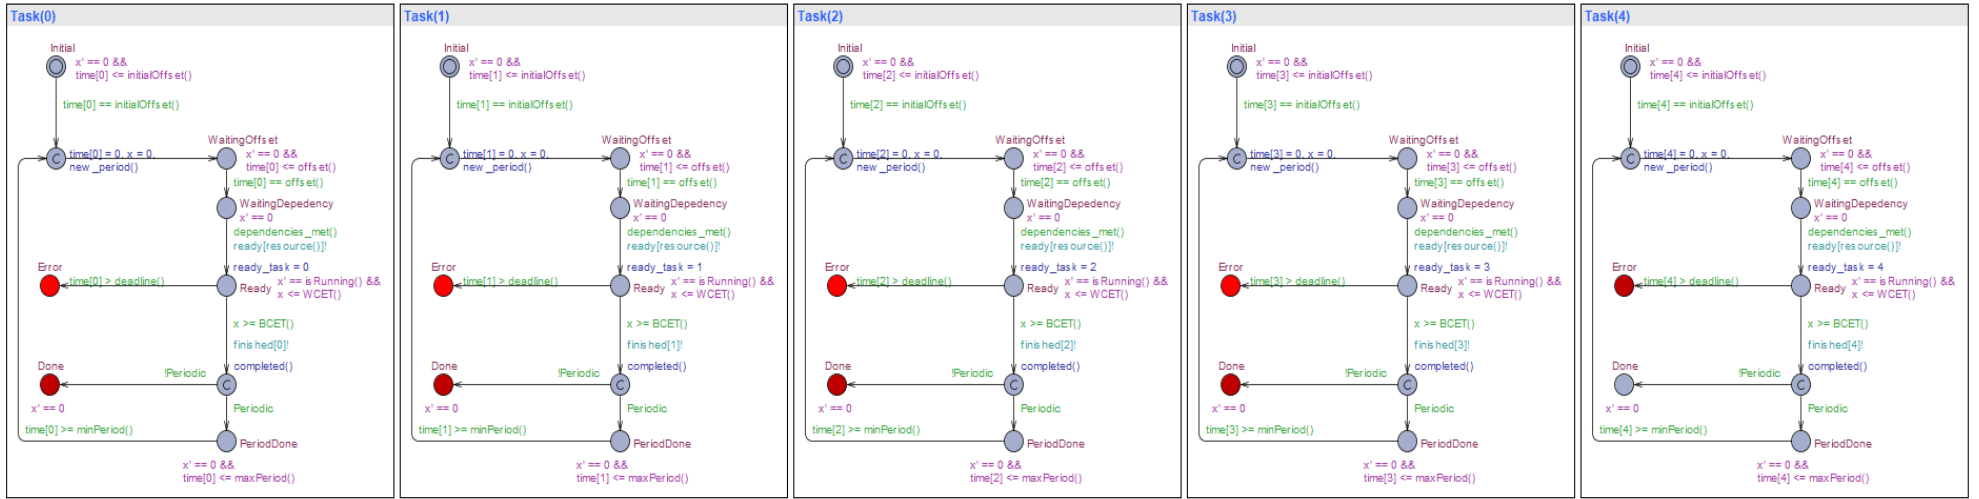 Task(0)
Initial
x' == 0 &&
time[0] <= initialOffset()
time[0] == initialOffset()
WaitingOffset
C
time[0] = 0, x = 0,
new_period()
x' == 0 &&
time[0] <= offset()
time[0] == offset()
WaitingDepedency
x' == 0
dependencies_met()
ready[resource()]!
Error
ready_task = 0
time[0] > deadline()
Ready
x' == isRunning() &&
x <= WCET()
x >= BCET()
finished[0]!
Done
!Periodic
completed()
C
x' == 0
Periodic
time[0] >= minPeriod()
PeriodDone
x' == 0 &&
time[0] <= maxPeriod()
Task(1)
Initial
x' == 0 &&
time[1] <= initialOffset()
time[1] == initialOffset()
WaitingOffset
C
time[1] = 0, x = 0,
new_period()
x' == 0 &&
time[1] <= offset()
time[1] == offset()
WaitingDepedency
x' == 0
dependencies_met()
ready[resource()]!
Error
ready_task = 1
time[1] > deadline()
Ready
x' == isRunning() &&
x <= WCET()
x >= BCET()
finished[1]!
Done
!Periodic
completed()
C
x' == 0
Periodic
time[1] >= minPeriod()
PeriodDone
x' == 0 &&
time[1] <= maxPeriod()
Task(2)
Initial
x' == 0 &&
time[2] <= initialOffset()
time[2] == initialOffset()
WaitingOffset
C
time[2] = 0, x = 0,
new_period()
x' == 0 &&
time[2] <= offset()
time[2] == offset()
WaitingDepedency
x' == 0
dependencies_met()
ready[resource()]!
Error
ready_task = 2
time[2] > deadline()
Ready
x' == isRunning() &&
x <= WCET()
x >= BCET()
finished[2]!
Done
!Periodic
completed()
C
x' == 0
Periodic
time[2] >= minPeriod()
PeriodDone
x' == 0 &&
time[2] <= maxPeriod()
Task(3)
Initial
x' == 0 &&
time[3] <= initialOffset()
time[3] == initialOffset()
WaitingOffset
C
time[3] = 0, x = 0,
new_period()
x' == 0 &&
time[3] <= offset()
time[3] == offset()
WaitingDepedency
x' == 0
dependencies_met()
ready[resource()]!
Error
ready_task = 3
time[3] > deadline()
Ready
x' == isRunning() &&
x <= WCET()
x >= BCET()
finished[3]!
Done
!Periodic
completed()
C
x' == 0
Periodic
time[3] >= minPeriod()
PeriodDone
x' == 0 &&
time[3] <= maxPeriod()
Task(4)
Initial
x' == 0 &&
time[4] <= initialOffset()
time[4] == initialOffset()
WaitingOffset
C
time[4] = 0, x = 0,
new_period()
x' == 0 &&
time[4] <= offset()
time[4] == offset()
WaitingDepedency
x' == 0
dependencies_met()
ready[resource()]!
Error
ready_task = 4
time[4] > deadline()
Ready
x' == isRunning() &&
x <= WCET()
x >= BCET()
finished[4]!
Done
!Periodic
completed()
C
x' == 0
Periodic
time[4] >= minPeriod()
PeriodDone
x' == 0 &&
time[4] <= maxPeriod()